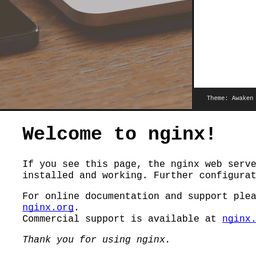 Theme: Awaken
Welcome to nginx!
If you see this page, the nginx web serve
installed and working. Further configurat
For online documentation and support plea
nginx.org.
Commercial support is available at nginx.
Thank you for using nginx.